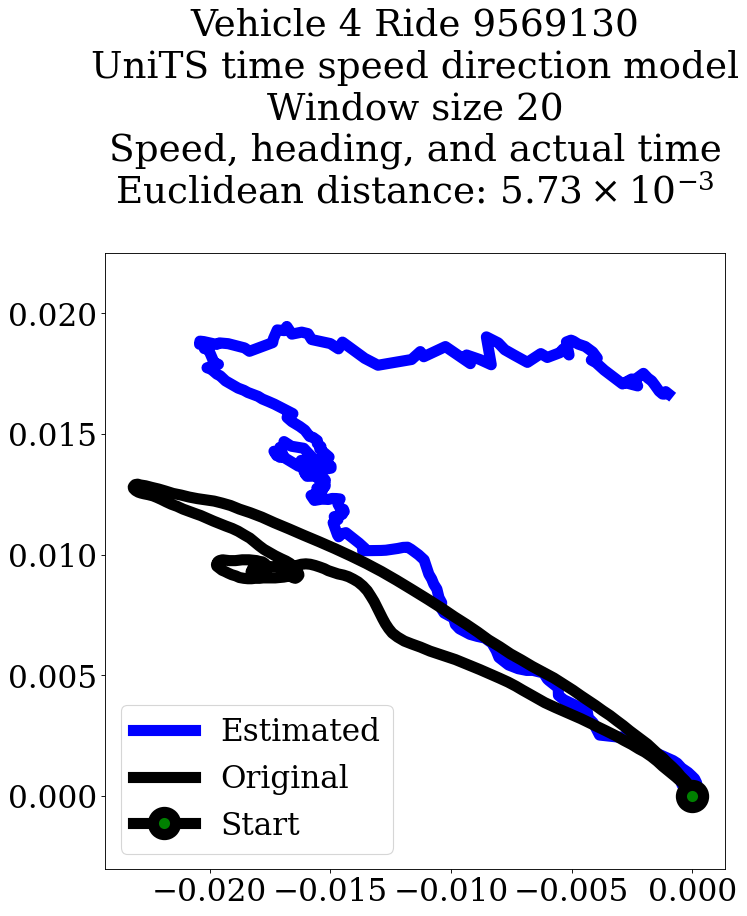 Vehicle 4 Ride 9569130
UniTS time speed direction model
Window size 20
Speed, heading, and actual time
Euclidean distance: 5.73 × 10⁻³
0.020
0.015
0.010
0.005
0.000
Estimated
Original
Start
−0.020 −0.015 −0.010 −0.005 0.000